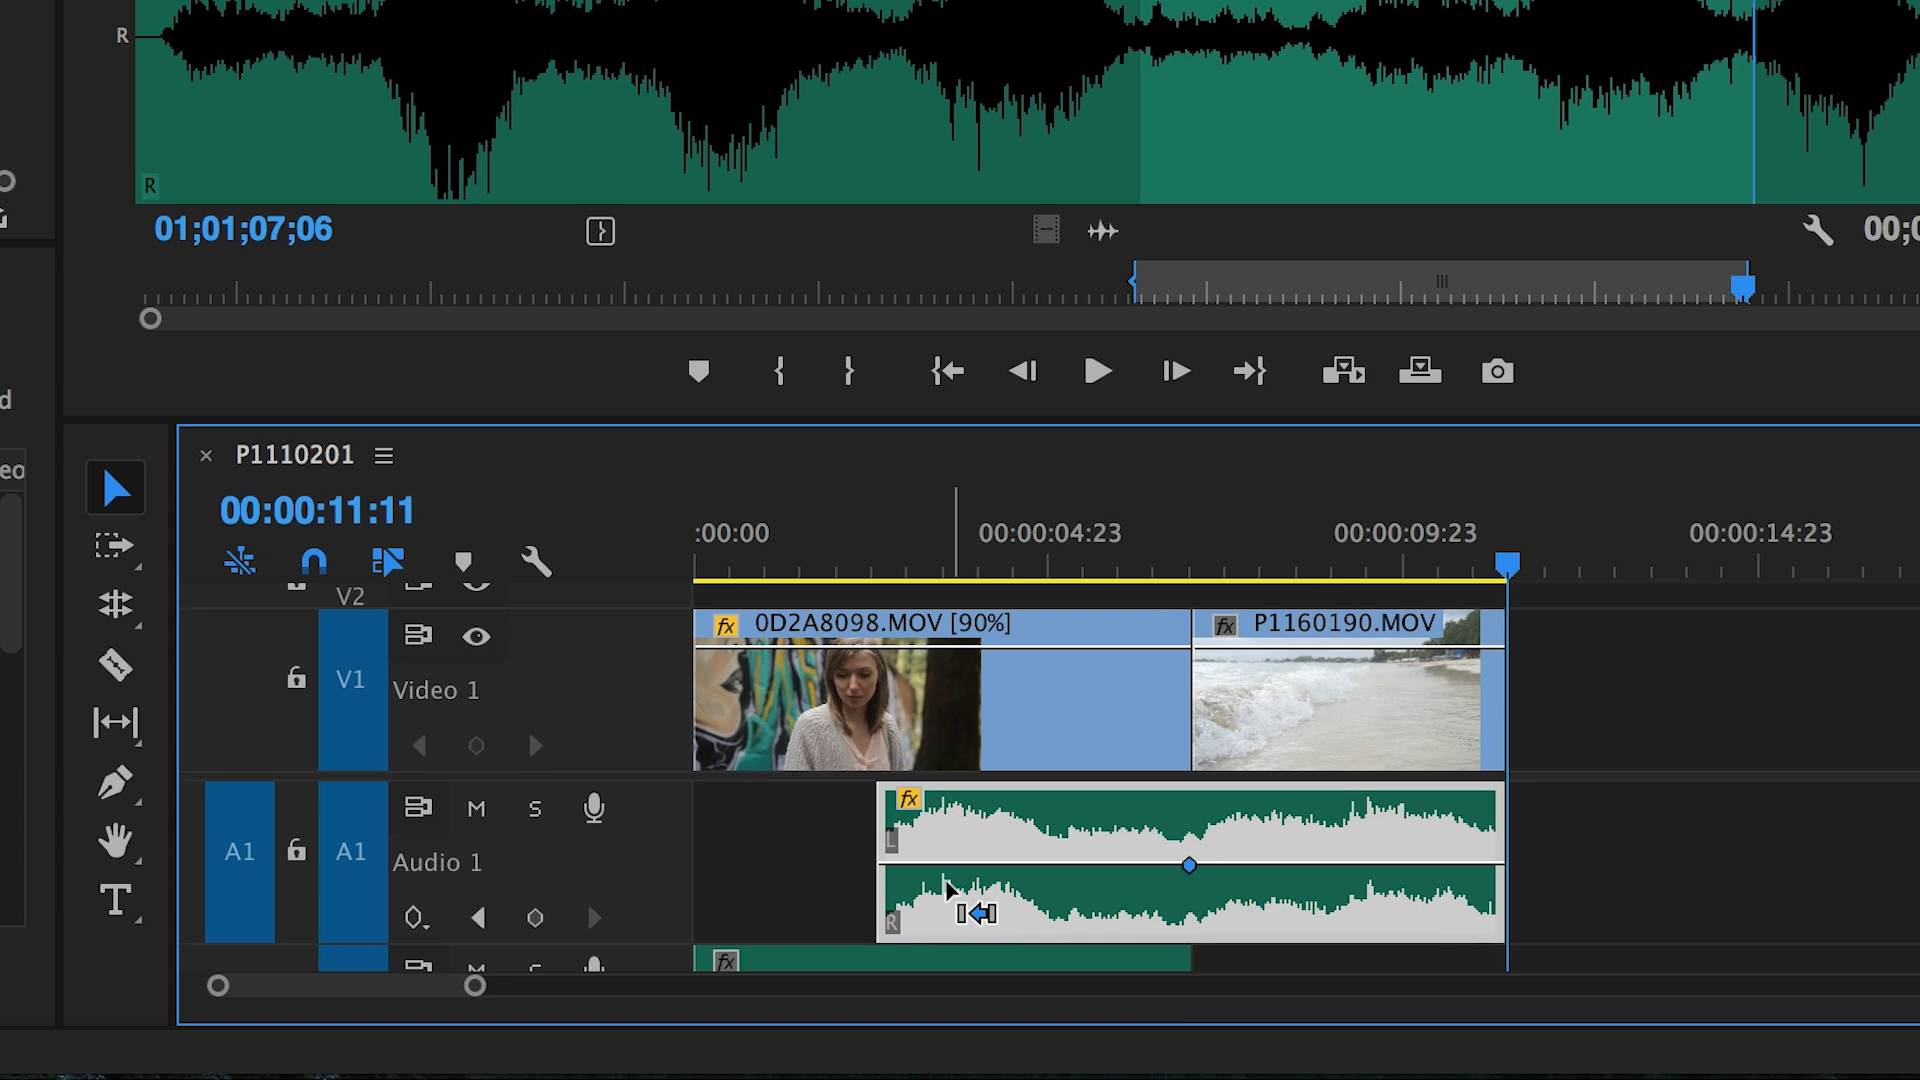 R
R
01;01;07;06
00;0
d
eo
P1110201
00:00:11:11
:00:00
00:00:04:23
00:00:09:23
00:00:14:23
V2
fx 0D2A8098.MOV [90%]
fx P1160190.MOV
V1
Video 1
A1
A1
M
S
Audio 1
fx
L
R
T
M
S
fx